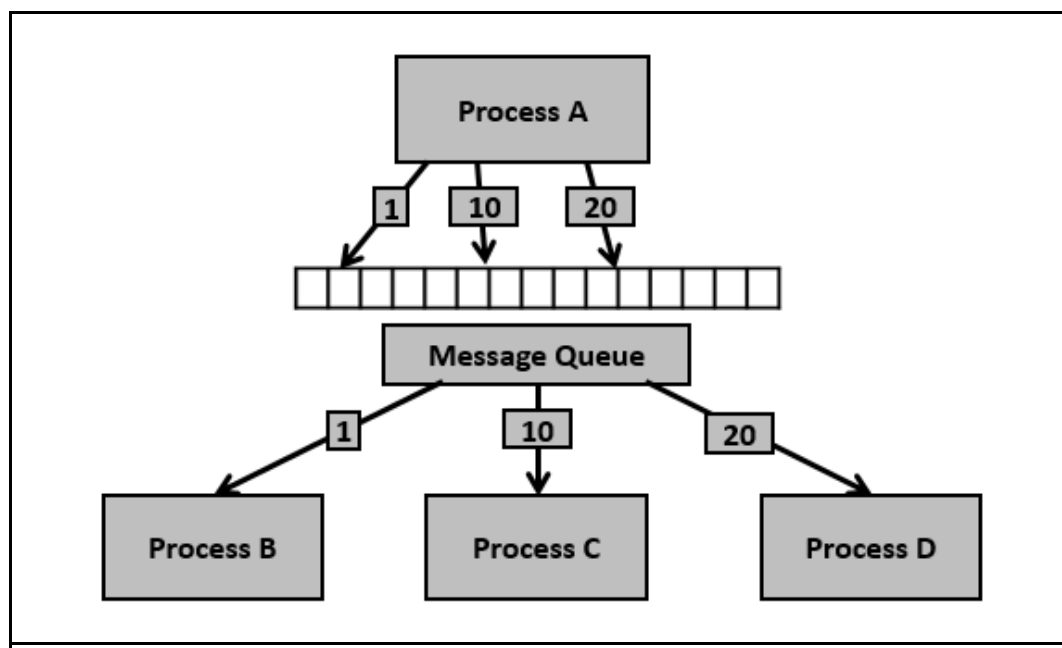 Process A
1 10 20
Message Queue
1 10 20
Process B Process C Process D